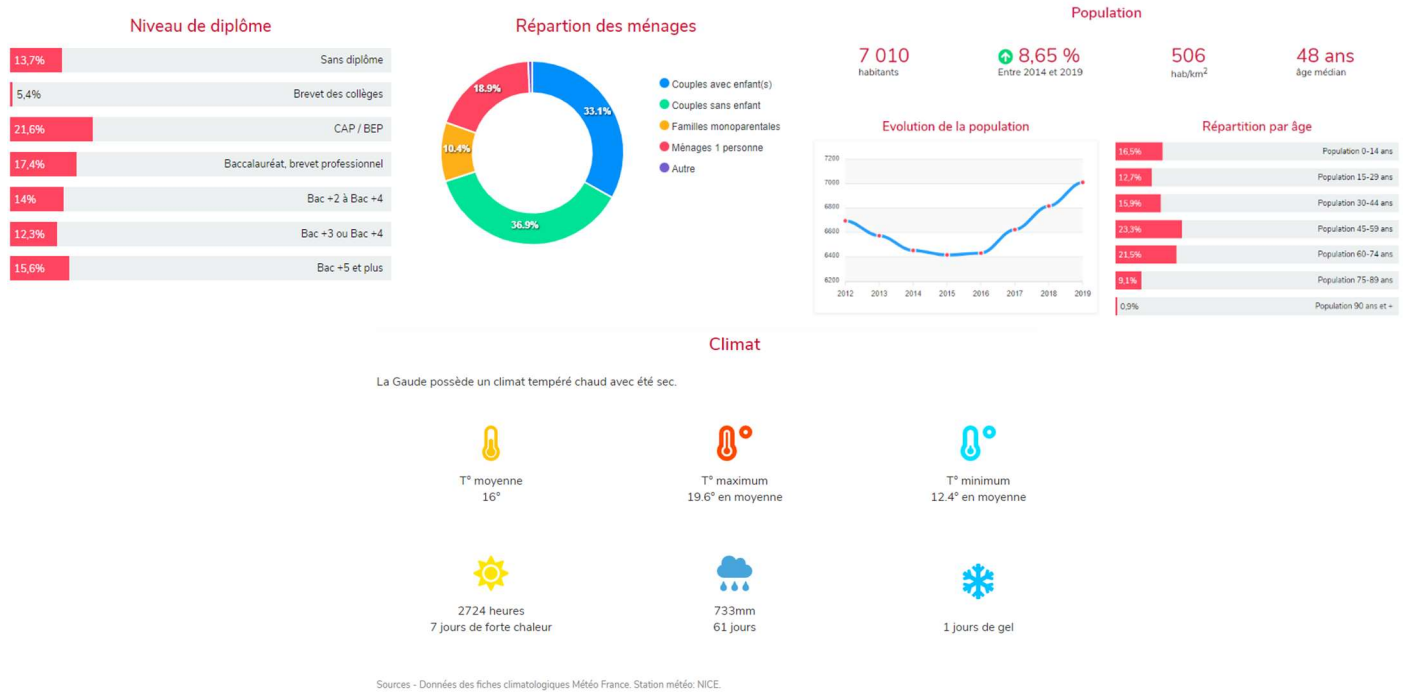 Niveau de diplôme
13,7% Sans diplôme
5,4% Brevet des collèges
21,6% CAP / BEP
17,4% Baccalauréat, brevet professionnel
14% Bac +2 à Bac +4
12,3% Bac +3 ou Bac +4
15,6% Bac +5 et plus
Répartion des ménages
18.9%
33.1%
10.4%
36.9%
Couples avec enfant(s)
Couples sans enfant
Familles monoparentales
Ménages 1 personne
Autre
Population
7 010
habitants
8,65 %
Entre 2014 et 2019
506
hab/km²
48 ans
âge médian
Evolution de la population
7200
7000
6800
6600
6400
6200
2012 2013 2014 2015 2016 2017 2018 2019
Répartition par âge
16,5% Population 0-14 ans
12,7% Population 15-29 ans
15,9% Population 30-44 ans
23,3% Population 45-59 ans
21,5% Population 60-74 ans
9,1% Population 75-89 ans
0,9% Population 90 ans et +
Climat
La Gaude possède un climat tempéré chaud avec été sec.
T° moyenne
16°
T° maximum
19.6° en moyenne
T° minimum
12.4° en moyenne
2724 heures
7 jours de forte chaleur
733mm
61 jours
1 jours de gel
Sources - Données des fiches climatologiques Météo France. Station météo: NICE.